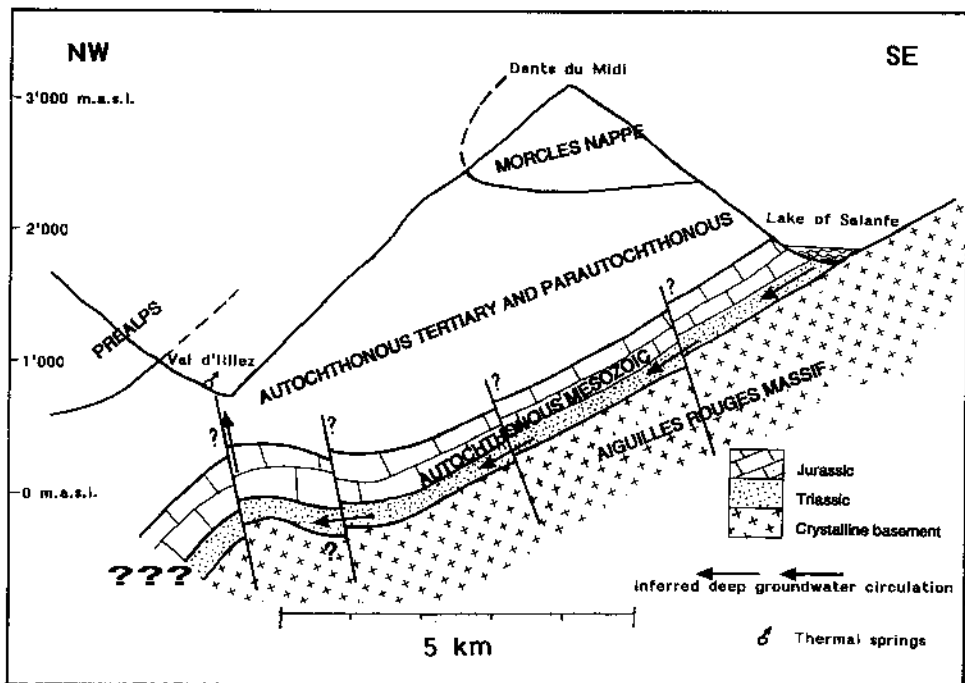 NW
SE
Dents du Midi
3'000 m.a.s.l.
MORCLES NAPPE
2'000
Lake of Salanfe
AUTOCHTHONOUS TERTIARY AND PARAUTOCHTHONOUS
?
PREALPS
1'000
Val d'Illiez
?
AUTOCHTHONOUS MESOZOIC
AIGUILLES ROUGES MASSIF
?
?
0 m.a.s.l.
?
???
Jurassic
Triassic
Crystalline basement
inferred deep groundwater circulation
5 km
Thermal springs